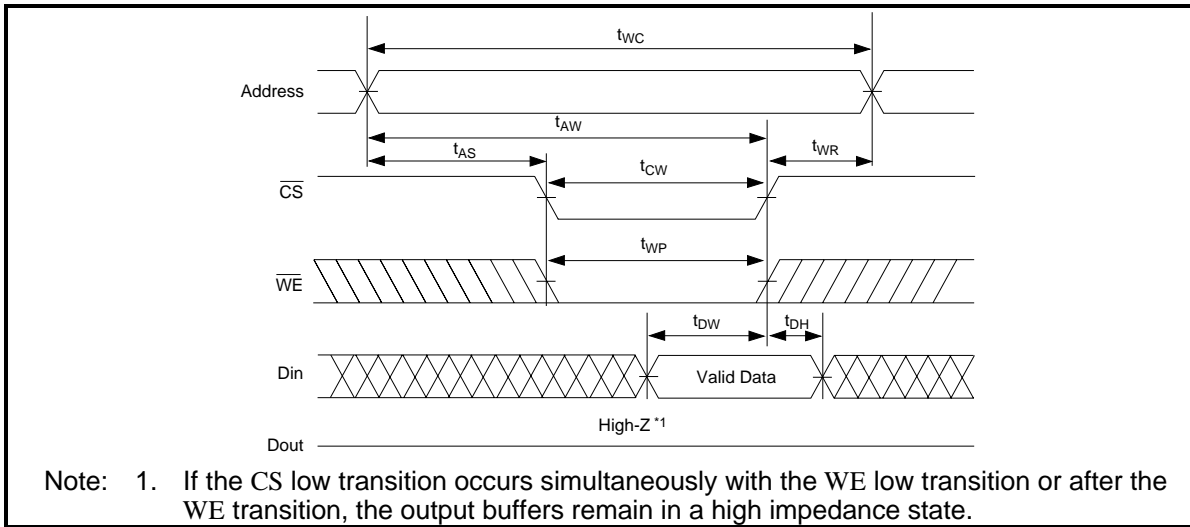 tWC
Address
tAW
tAS
tWR
CS
tCW
tWP
WE
tDW
tDH
Din
Valid Data
High-Z *1
Dout
Note: 1. If the CS low transition occurs simultaneously with the WE low transition or after the
WE transition, the output buffers remain in a high impedance state.